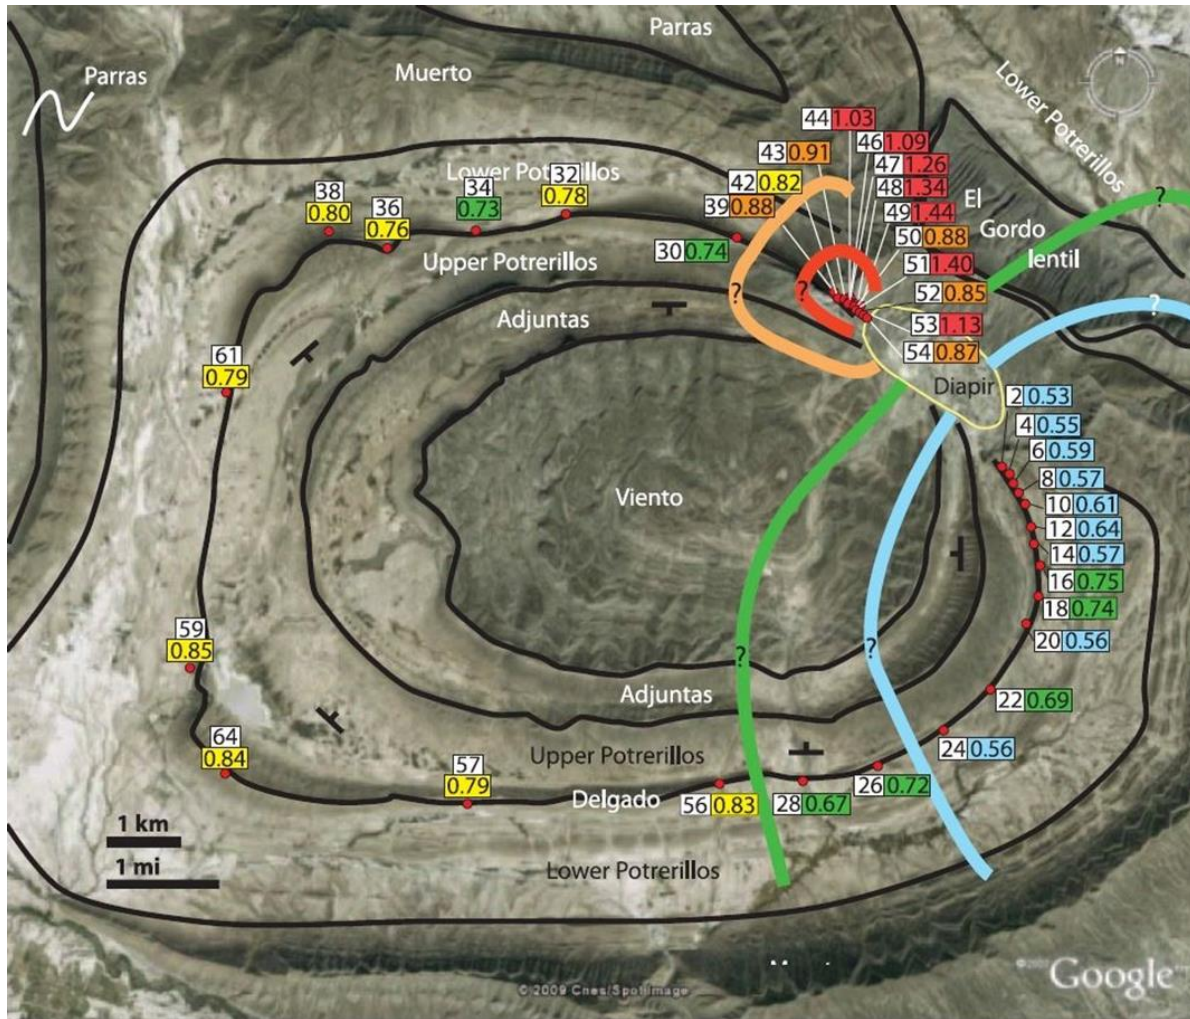 Parras
Parras
Muerto
Lower Potrerillos
44 1.03
46 1.09
43 0.91
47 1.26
42 0.82
48 1.34
39 0.88
49 1.44
El
Gordo
lentil
50 0.88
51 1.40
52 0.85
53 1.13
54 0.87
Diapir
Lower Potrerillos
32
0.78
34
0.73
38
0.80
36
0.76
30 0.74
Upper Potrerillos
Adjuntas
?
?
?
?
61
0.79
2 0.53
4 0.55
6 0.59
8 0.57
10 0.61
12 0.64
14 0.57
16 0.75
18 0.74
20 0.56
22 0.69
24 0.56
26 0.72
28 0.67
56 0.83
Viento
?
?
59
0.85
Adjuntas
64
0.84
Upper Potrerillos
57
0.79
Delgado
1 km
1 mi
Lower Potrerillos
© 2009 Cnes/Spot Image
Google